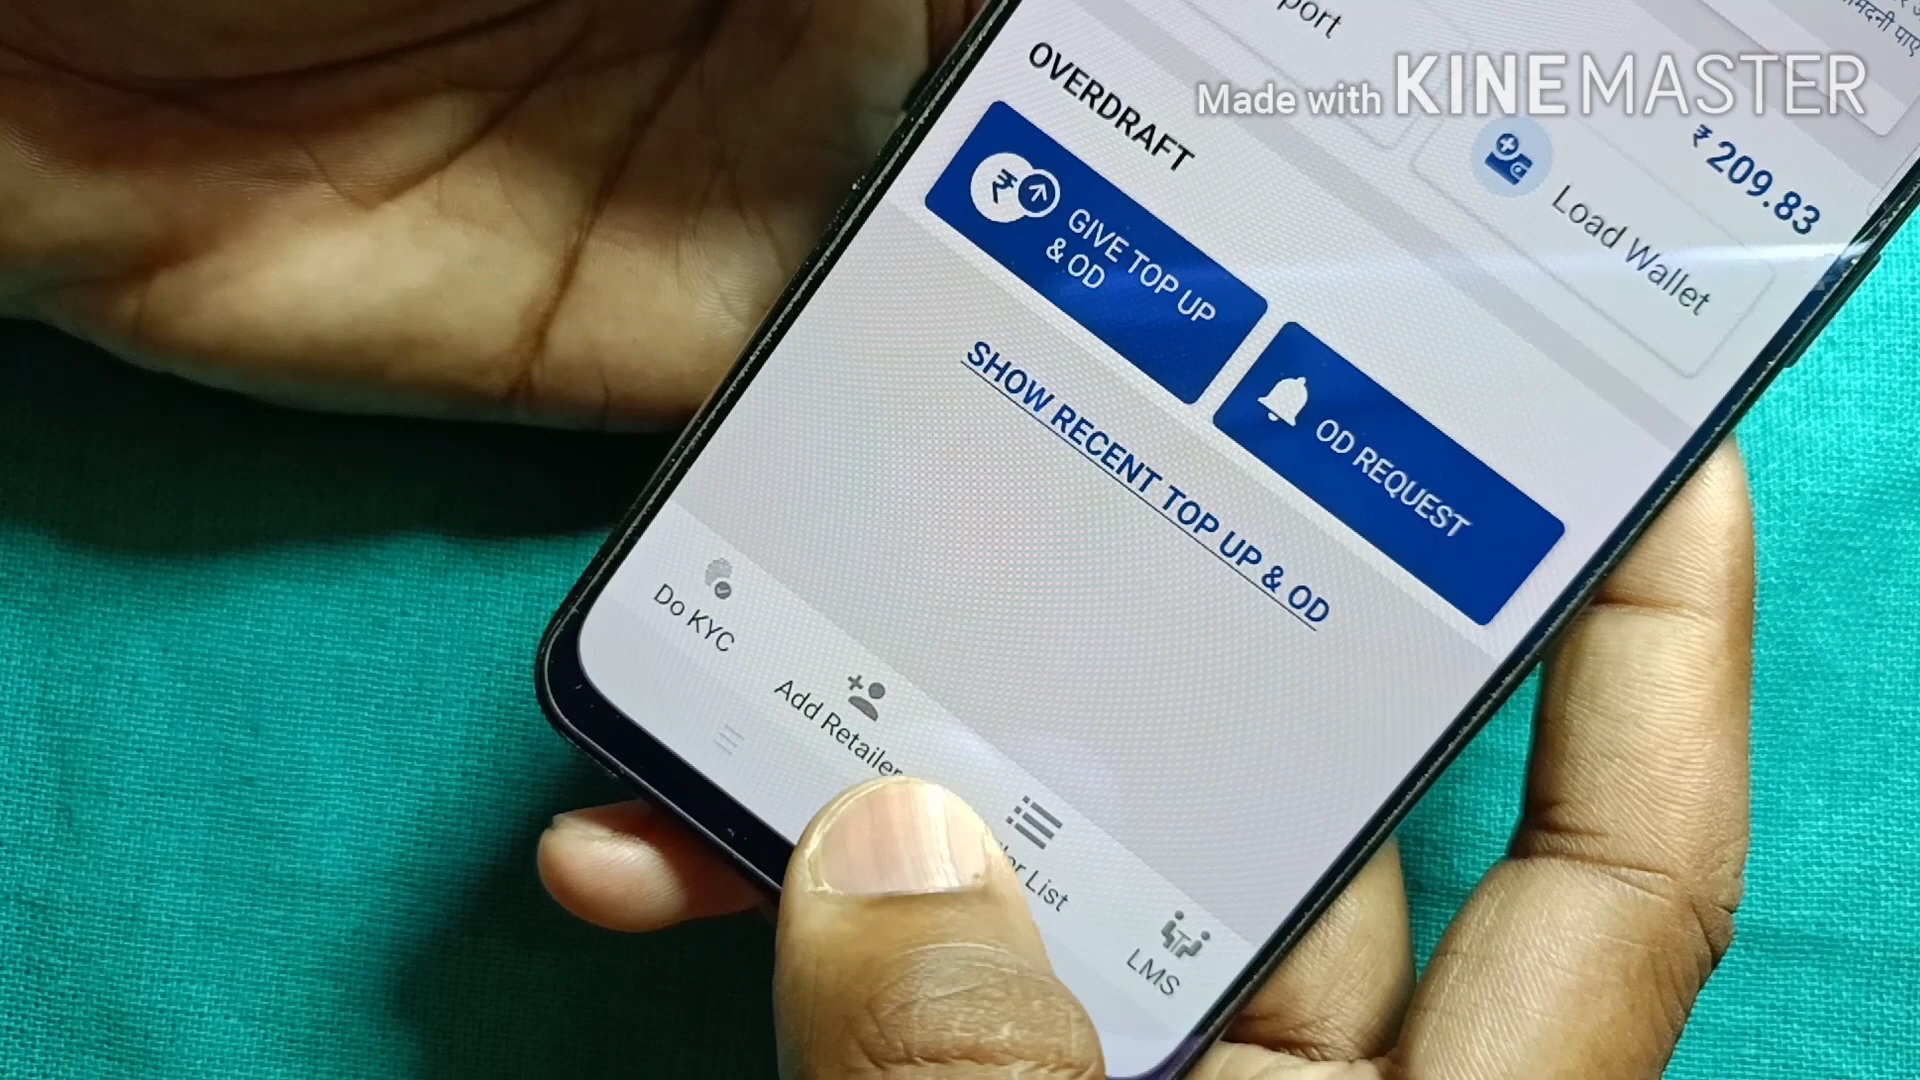 Made with KINEMASTER
पाए
₹ 209.83
Load Wallet
OVERDRAFT
GIVE TOP UP
& OD
OD REQUEST
SHOW RECENT TOP UP & OD
Do KYC
Add Retailer
List
LMS